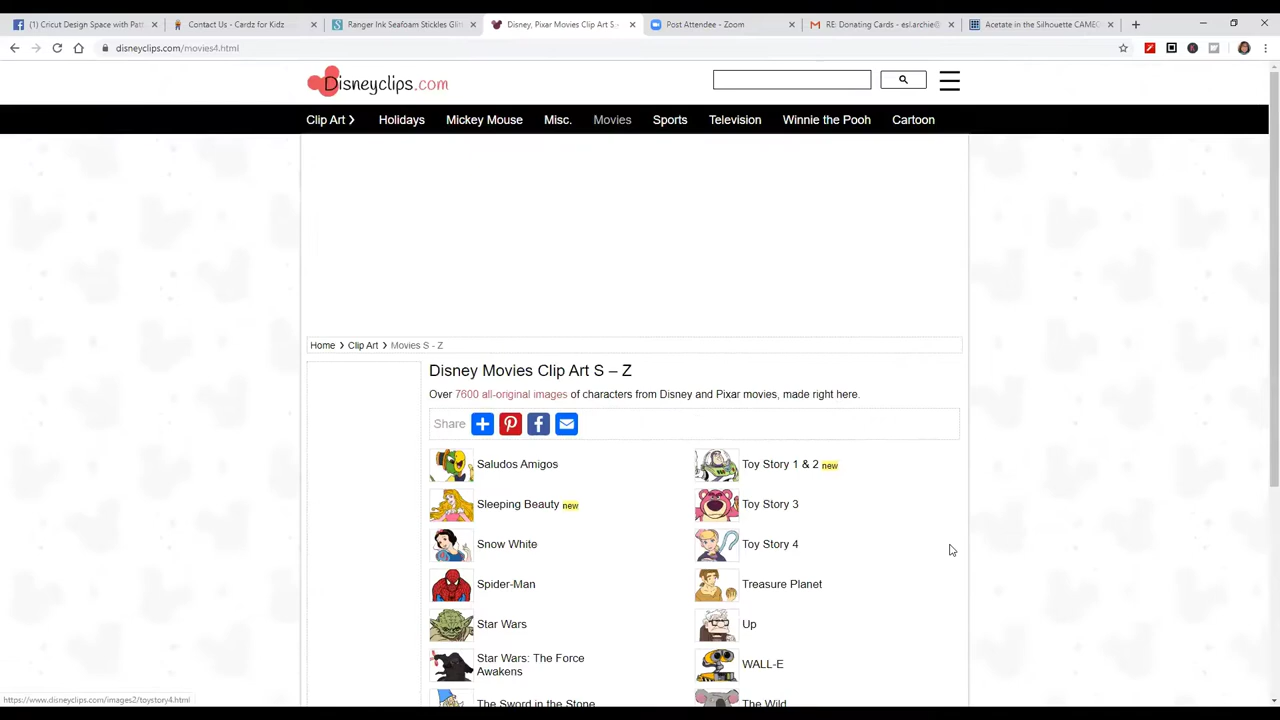 (1) Cricut Design Space with Patt
Contact Us - Cardz for Kidz
Ranger Ink Seafoam Stickles Glit
Disney, Pixar Movies Clip Art S -
Post Attendee - Zoom
RE: Donating Cards - esl.archie@
Acetate in the Silhouette CAMEO
disneyclips.com/movies4.html
Disneyclips.com
Clip Art
Holidays
Mickey Mouse
Misc.
Movies
Sports
Television
Winnie the Pooh
Cartoon
Home
Clip Art
Movies S - Z
Disney Movies Clip Art S – Z
Over 7600 all-original images of characters from Disney and Pixar movies, made right here.
Share
Saludos Amigos
Toy Story 1 & 2 new
Sleeping Beauty new
Toy Story 3
Snow White
Toy Story 4
Spider-Man
Treasure Planet
Star Wars
Up
Star Wars: The Force
Awakens
WALL-E
The Sword in the Stone
The Wild
https://www.disneyclips.com/images2/toystory4.html